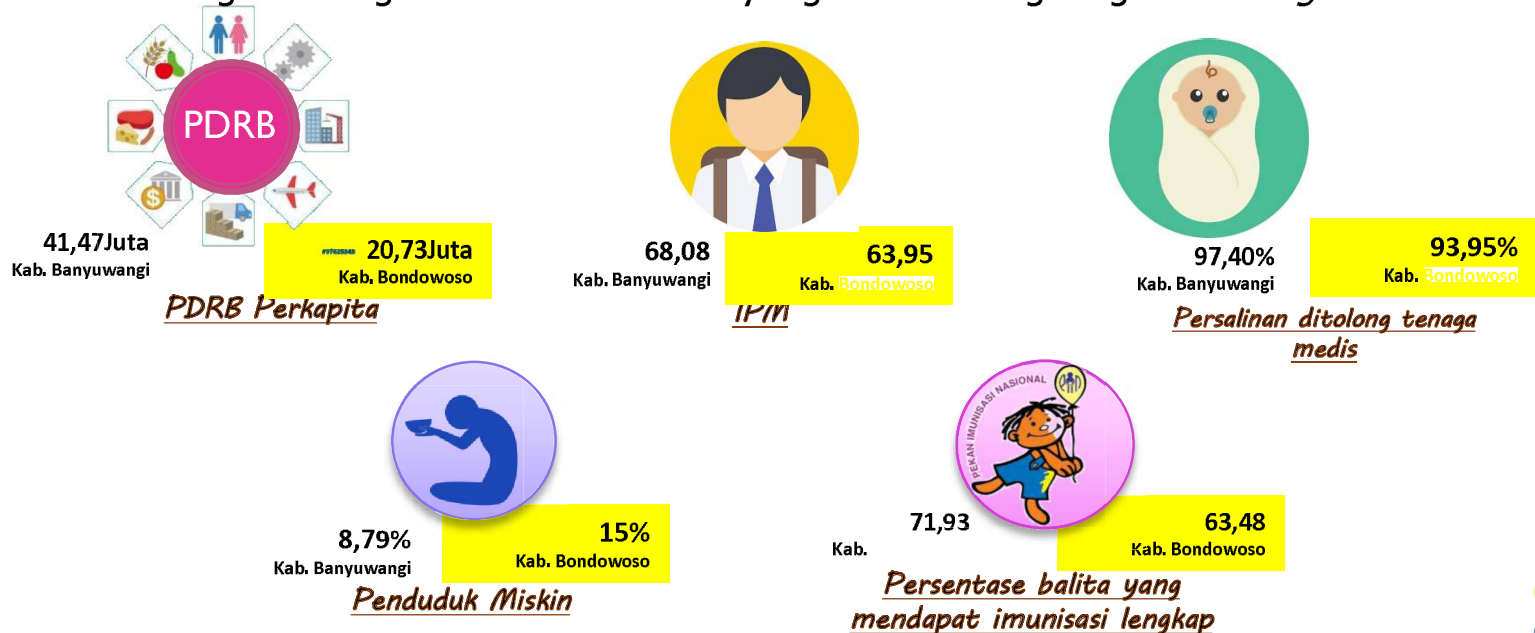 PDRB
41,47Juta
Kab. Banyuwangi
20,73Juta
Kab. Bondowoso
PDRB Perkapita
68,08
Kab. Banyuwangi
63,95
Kab. Bondowoso
IPM
97,40%
Kab. Banyuwangi
93,95%
Kab. Bondowoso
Persalinan ditolong tenaga
medis
8,79%
Kab. Banyuwangi
15%
Kab. Bondowoso
Penduduk Miskin
PEKAN IMUNISASI NASIONAL
PIN
71,93
Kab.
63,48
Kab. Bondowoso
Persentase balita yang
mendapat imunisasi lengkap